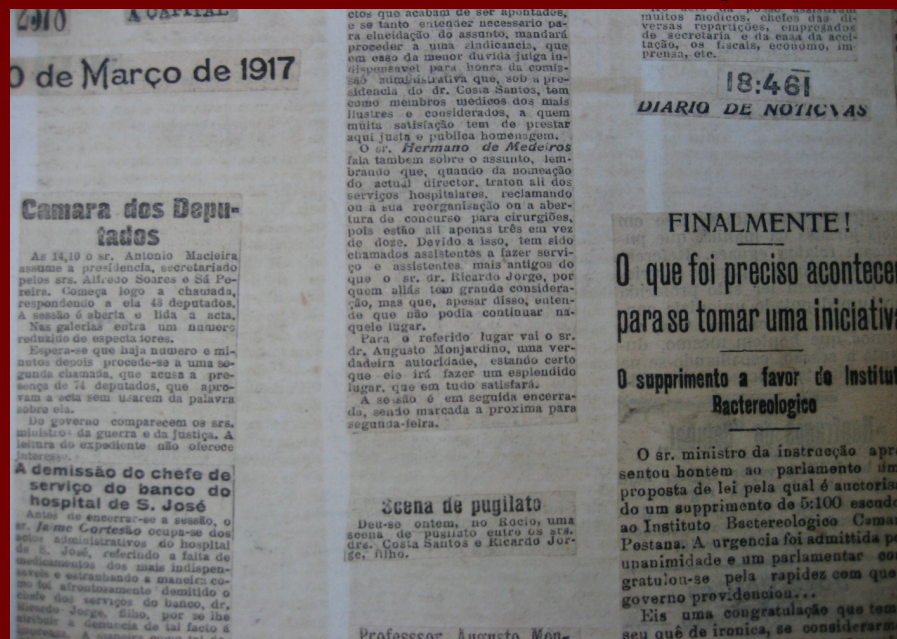 2970
A CAPITAL
0 de Março de 1917
Camara dos Depu-
tados
As 14,10 o sr. Antonio Macieira
assume a presidencia, secretariado
pelos srs. Alfredo Soares e Sá Pe-
reira. Começa logo a chamada,
respondendo a ela 48 deputados.
A sessão é aberta e lida a acta.
Nas galerias entra um numero
reduzido de espectadores.
Espera-se que haja numero e mi-
nutos depois procede-se a uma se-
gunda chamada, que acusa a pre-
sença de 74 deputados, que apro-
vam a acta sem usarem da palavra
sobre ela.
Do governo comparecem os srs.
ministros da guerra e da justiça. A
leitura do expediente não oferece
interesse.
A demissão do chefe de
serviço do banco do
hospital de S. José
Antes de encerrar-se a sessão, o
sr. Jaime Cortesão ocupa-se dos
actos administrativos do hospital
de S. José, referindo a falta de
medicamentos dos mais indispen-
saveis e estranhando a maneira co-
mo foi afrontosamente demitido o
chefe dos serviços do banco, dr.
Ricardo Jorge, filho, por se lhe
atribuir a denuncia de tal facto á
ctos que acabam de ser apontados,
e se tanto entender necessario pa-
ra elucidação do assunto, mandará
proceder a uma sindicancia, que
em caso da menor duvida julga in-
dispensavel para honra da comis-
são administrativa que, sob a pre-
sidencia do dr. Costa Santos, tem
como membros medicos dos mais
ilustres e considerados, a quem
muita satisfação tem de prestar
aqui justa e publica homenagem.
O sr. Hermano de Medeiros
fala tambem sobre o assunto, lem-
brando que, quando da nomeação
do actual director, tratou ali dos
serviços hospitalares, reclamando
ou a sua reorganisação ou a aber-
tura de concurso para cirurgiões,
pois estão ali apenas três em vez
de doze. Devido a isso, tem sido
chamados assistentes a fazer servi-
ço e assistentes mais antigos do
que o sr. dr. Ricardo Jorge, por
quem aliás tem grande considera-
ção, mas que, apesar disso, enten-
de que não podia continuar na-
quele lugar.
Para o referido lugar vai o sr.
dr. Augusto Monjardino, uma ver-
dadeira autoridade, estando certo
que ele irá fazer um esplendido
lugar, que em tudo satisfará.
A sessão é em seguida encerra-
da, sendo marcada a proxima para
segunda-feira.
Scena de pugilato
Deu-se ontem, no Rocio, uma
scena de pugilato entre os srs.
drs. Costa Santos e Ricardo Jor-
ge, filho.
Professor Augusto Mon-
muitos medicos, chefes das di-
versas repartições, empregados
de secretaria e da casa da acei-
tação, os fiscais, economo, im-
prensa, etc.
18:461
DIARIO DE NOTICIAS
FINALMENTE!
O que foi preciso acontecer
para se tomar uma iniciativa
O supprimento a favor do Institut
Bactereologico
O sr. ministro da instrucção apre
sentou hontem ao parlamento um
proposta de lei pela qual é auctoris
do um supprimento de 5:100 escudo
ao Instituto Bactereologico Cama
Pestana. A urgencia foi admittida p
unanimidade e um parlamentar con
gratulou-se pela rapidez com que
governo providenciou...
Eis uma congratulação que tem
seu quê de ironica, se considerarm